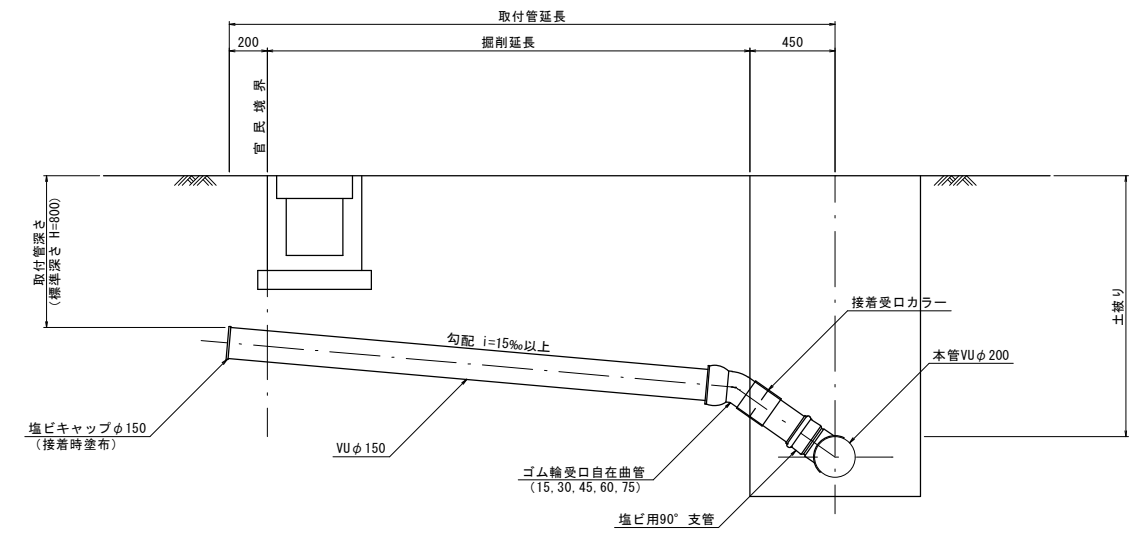 取付管延長
200
掘削延長
450
官民境界
取付管深さ
(標準深さ H=800)
土被り
接着受口カラー
勾配 i=15‰以上
本管VUφ200
塩ビキャップφ150
(接着時塗布)
VUφ150
ゴム輪受口自在曲管
(15,30,45,60,75)
塩ビ用90°支管